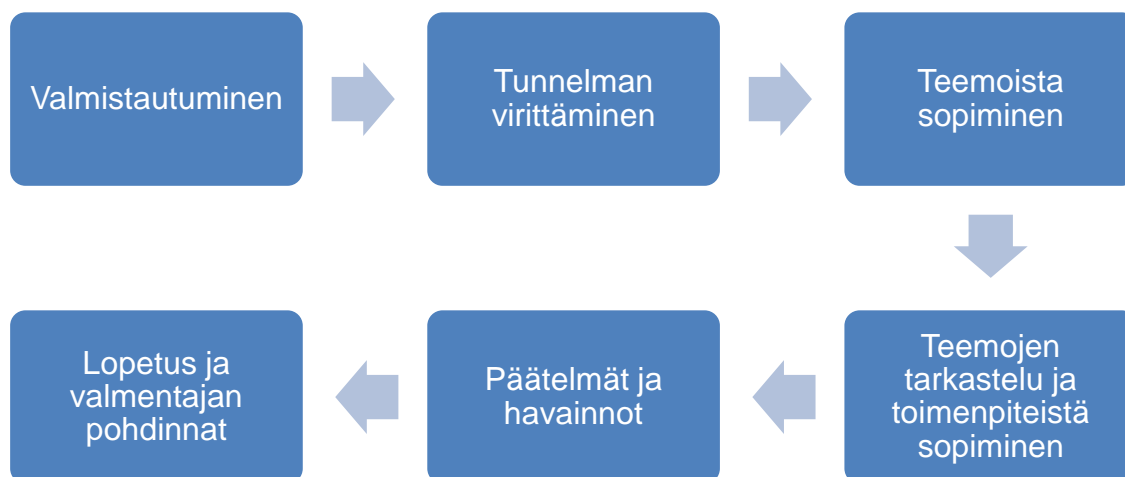 Valmistautuminen
Tunnelman
virittäminen
Teemoista
sopiminen
Teemojen
tarkastelu ja
toimenpiteistä
sopiminen
Päätelmät ja
havainnot
Lopetus ja
valmentajan
pohdinnat